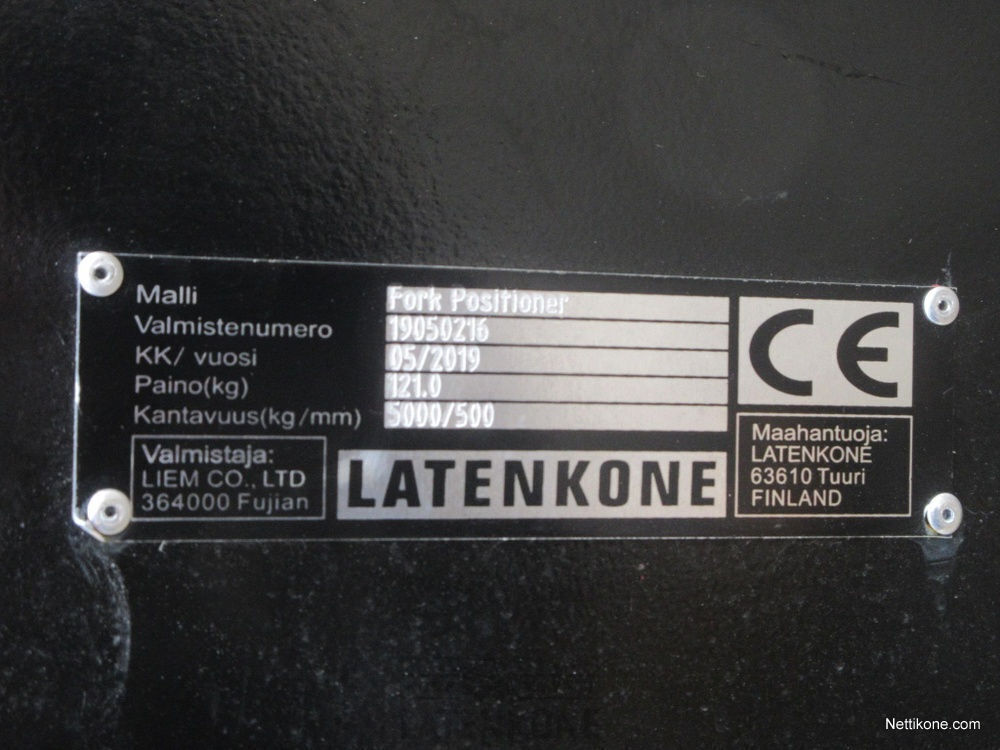 Malli Fork Positioner
Valmistenumero 19050216
KK/ vuosi 05/2019
Paino(kg) 121.0
Kantavuus(kg/mm) 5000/500
CE
Valmistaja:
LIEM CO., LTD
364000 Fujian
LATENKONE
Maahantuoja:
LATENKONE
63610 Tuuri
FINLAND
Nettikone.com